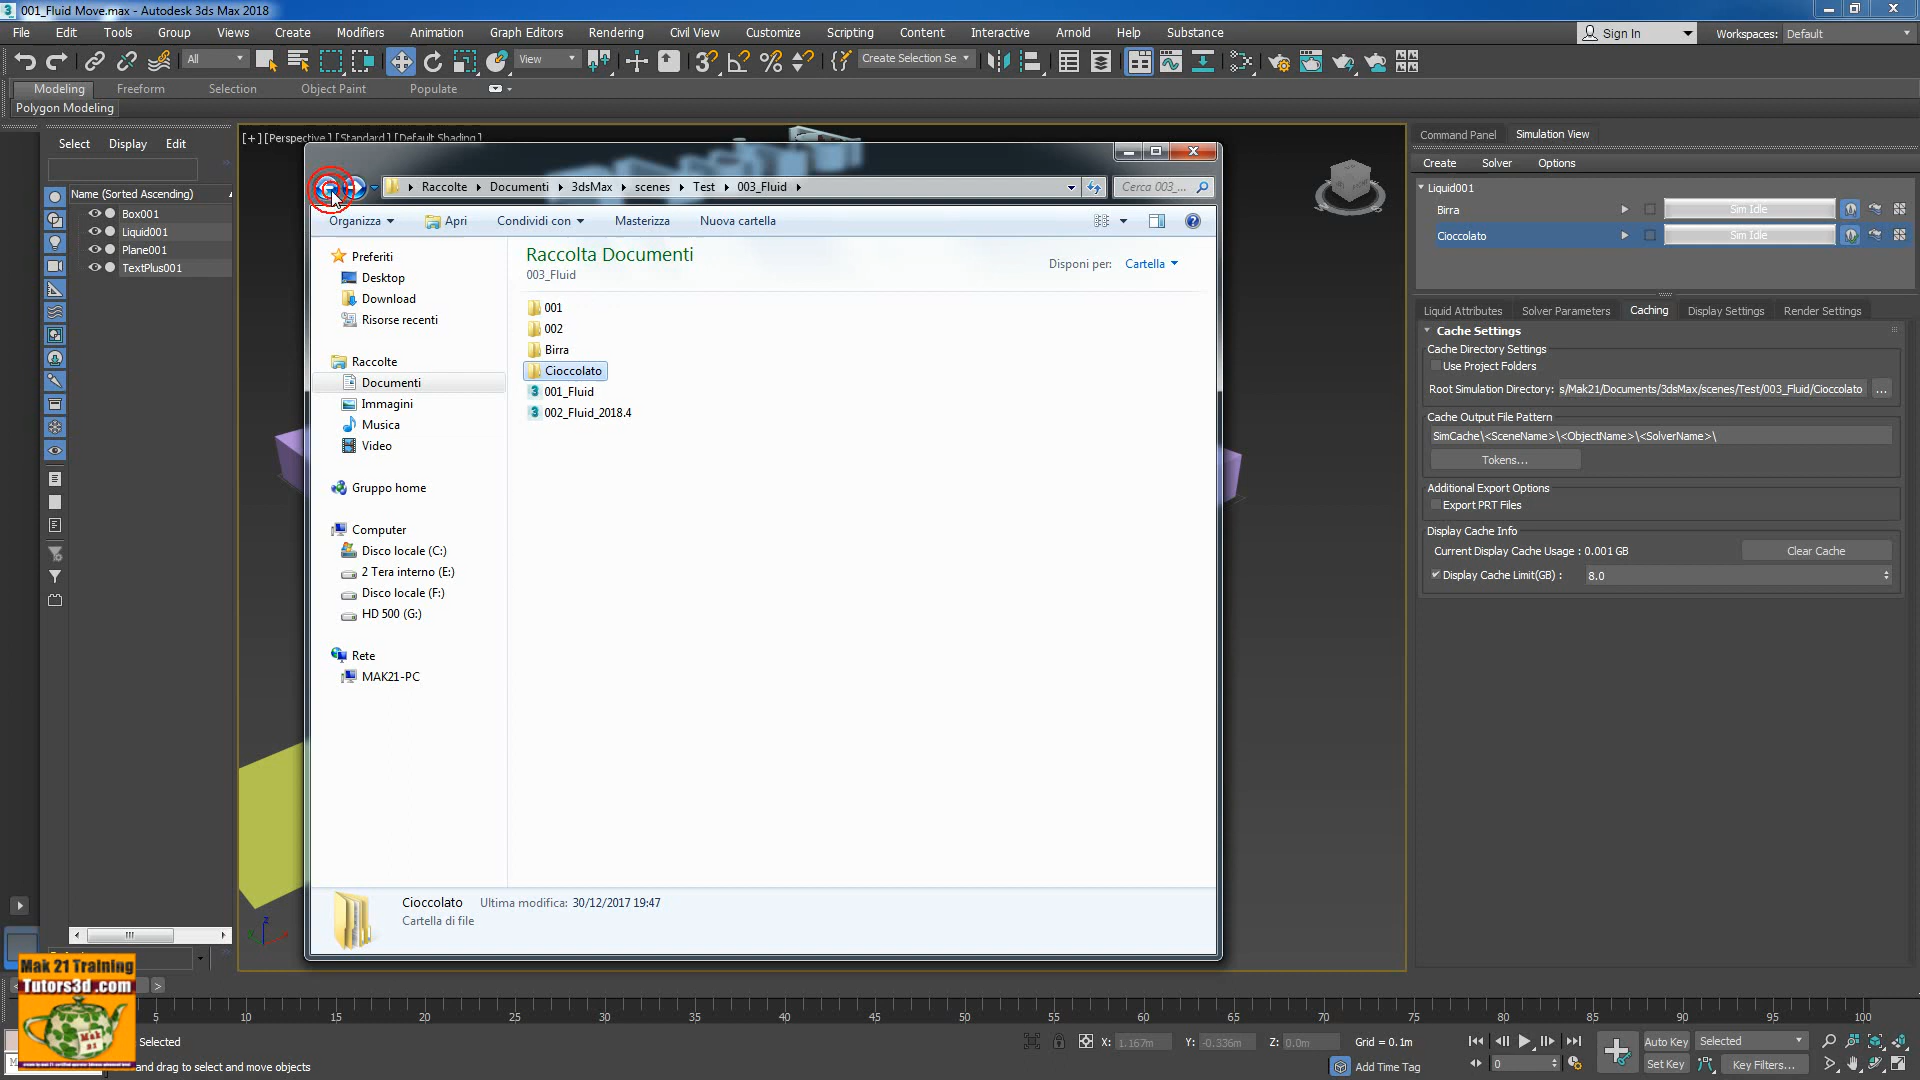 001_Fluid Move.max - Autodesk 3ds Max 2018
File Edit Tools Group Views Create Modifiers Animation Graph Editors Rendering Civil View Customize Scripting Content Interactive Arnold Help Substance
Sign In Workspaces: Default
All View Create Selection Se
Modeling Freeform Selection Object Paint Populate
Polygon Modeling
Select Display Edit
Name (Sorted Ascending)
Box001
Liquid001
Plane001
TextPlus001
[+] [Perspective] [Standard] [Default Shading]
Raccolte Documenti 3dsMax scenes Test 003_Fluid
Cerca 003_...
Organizza Apri Condividi con Masterizza Nuova cartella
Preferiti
Desktop
Download
Risorse recenti
Raccolte
Documenti
Immagini
Musica
Video
Gruppo home
Computer
Disco locale (C:)
2 Tera interno (E:)
Disco locale (F:)
HD 500 (G:)
Rete
MAK21-PC
Raccolta Documenti
003_Fluid
Disponi per: Cartella
001
002
Birra
Cioccolato
001_Fluid
002_Fluid_2018.4
Cioccolato Ultima modifica: 30/12/2017 19:47
Cartella di file
Command Panel Simulation View
Create Solver Options
Liquid001
Birra Sim Idle
Cioccolato Sim Idle
Liquid Attributes Solver Parameters Caching Display Settings Render Settings
Cache Settings
Cache Directory Settings
Use Project Folders
Root Simulation Directory: s/Mak21/Documents/3dsMax/scenes/Test/003_Fluid/Cioccolato ...
Cache Output File Pattern
SimCache\<SceneName>\<ObjectName>\<SolverName>\
Tokens...
Additional Export Options
Export PRT Files
Display Cache Info
Current Display Cache Usage : 0.001 GB Clear Cache
Display Cache Limit(GB) : 8.0
Mak 21 Training
Tutors3d .com
Mak 21
5 10 15 20 25 30 35 40 45 50 55 60 65 70 75 80 85 90 95 100
Selected
and drag to select and move objects
X: 1.167m Y: -0.336m Z: 0.0m Grid = 0.1m
Add Time Tag
0
Auto Key Selected
Set Key Key Filters...